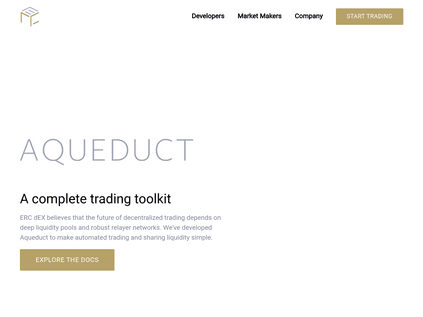 Developers Market Makers Company START TRADING
AQUEDUCT
A complete trading toolkit
ERC dEX believes that the future of decentralized trading depends on
deep liquidity pools and robust relayer networks. We've developed
Aqueduct to make automated trading and sharing liquidity simple.
EXPLORE THE DOCS